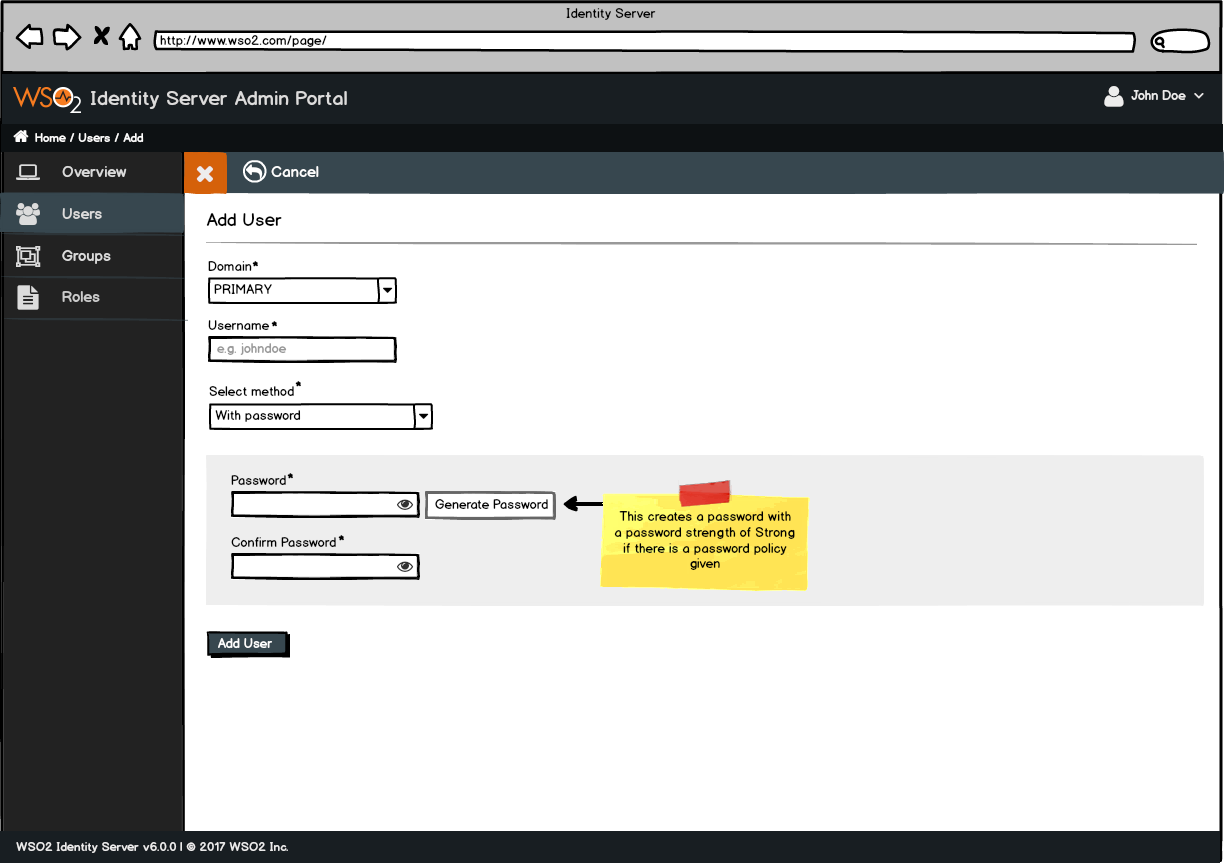 Identity Server
http://www.wso2.com/page/
WSO2 Identity Server Admin Portal
John Doe
Home / Users / Add
Overview
Cancel
Users
Groups
Roles
Add User
Domain*
PRIMARY
Username *
e.g. johndoe
Select method*
With password
Password*
Generate Password
This creates a password with
a password strength of Strong
if there is a password policy
given
Confirm Password*
Add User
WSO2 Identity Server v6.0.0 | © 2017 WSO2 Inc.